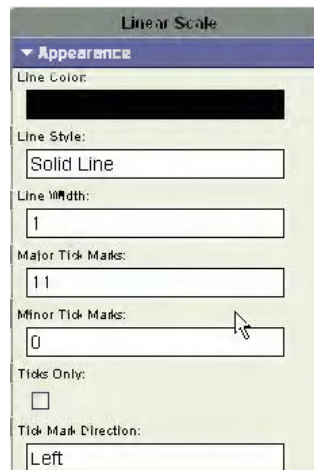 Linear Scale
Appearance
Line Color:
Line Style:
Solid Line
Line Width:
1
Major Tick Marks:
11
Minor Tick Marks:
0
Ticks Only:
Tick Mark Direction:
Left